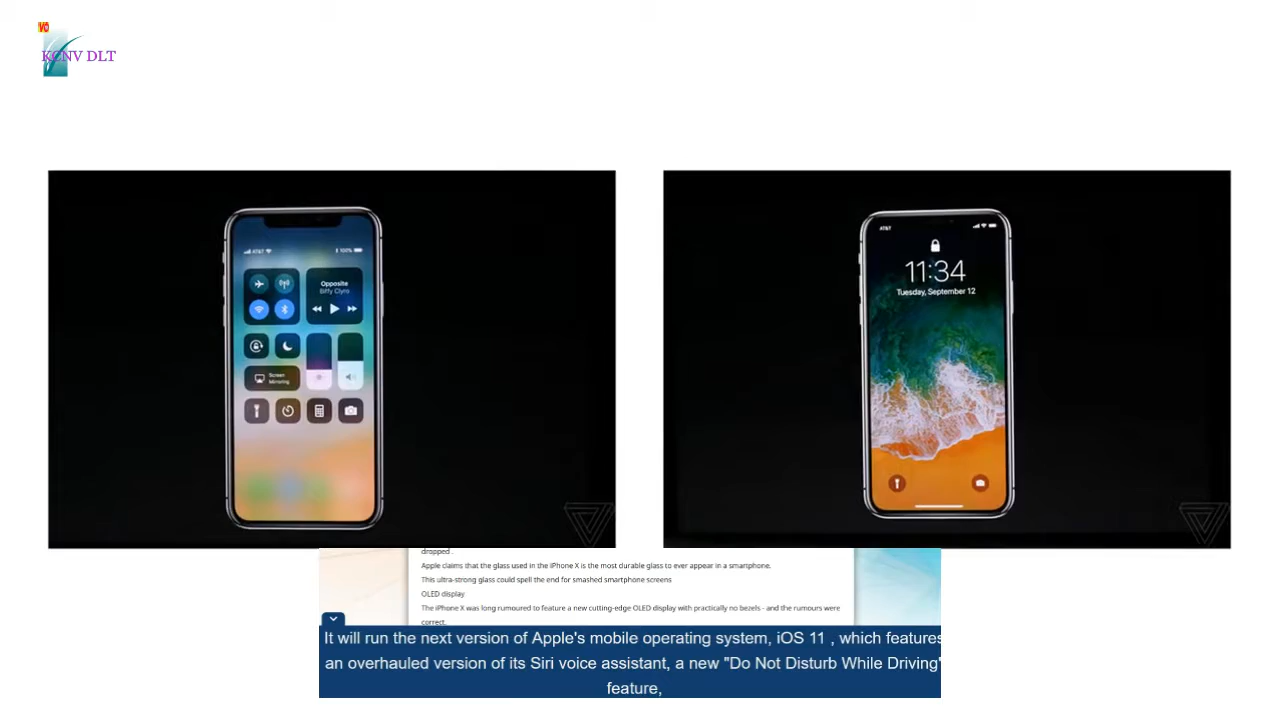 VO
KCNV DLT
AT&T
100%
Opposite
Biffy Clyro
Screen
Mirroring
AT&T
11:34
Tuesday, September 12
dropped .
Apple claims that the glass used in the iPhone X is the most durable glass to ever appear in a smartphone.
This ultra-strong glass could spell the end for smashed smartphone screens
OLED display
The iPhone X was long rumoured to feature a new cutting-edge OLED display with practically no bezels - and the rumours were
correct.
It will run the next version of Apple's mobile operating system, iOS 11 , which features
an overhauled version of its Siri voice assistant, a new "Do Not Disturb While Driving"
feature,